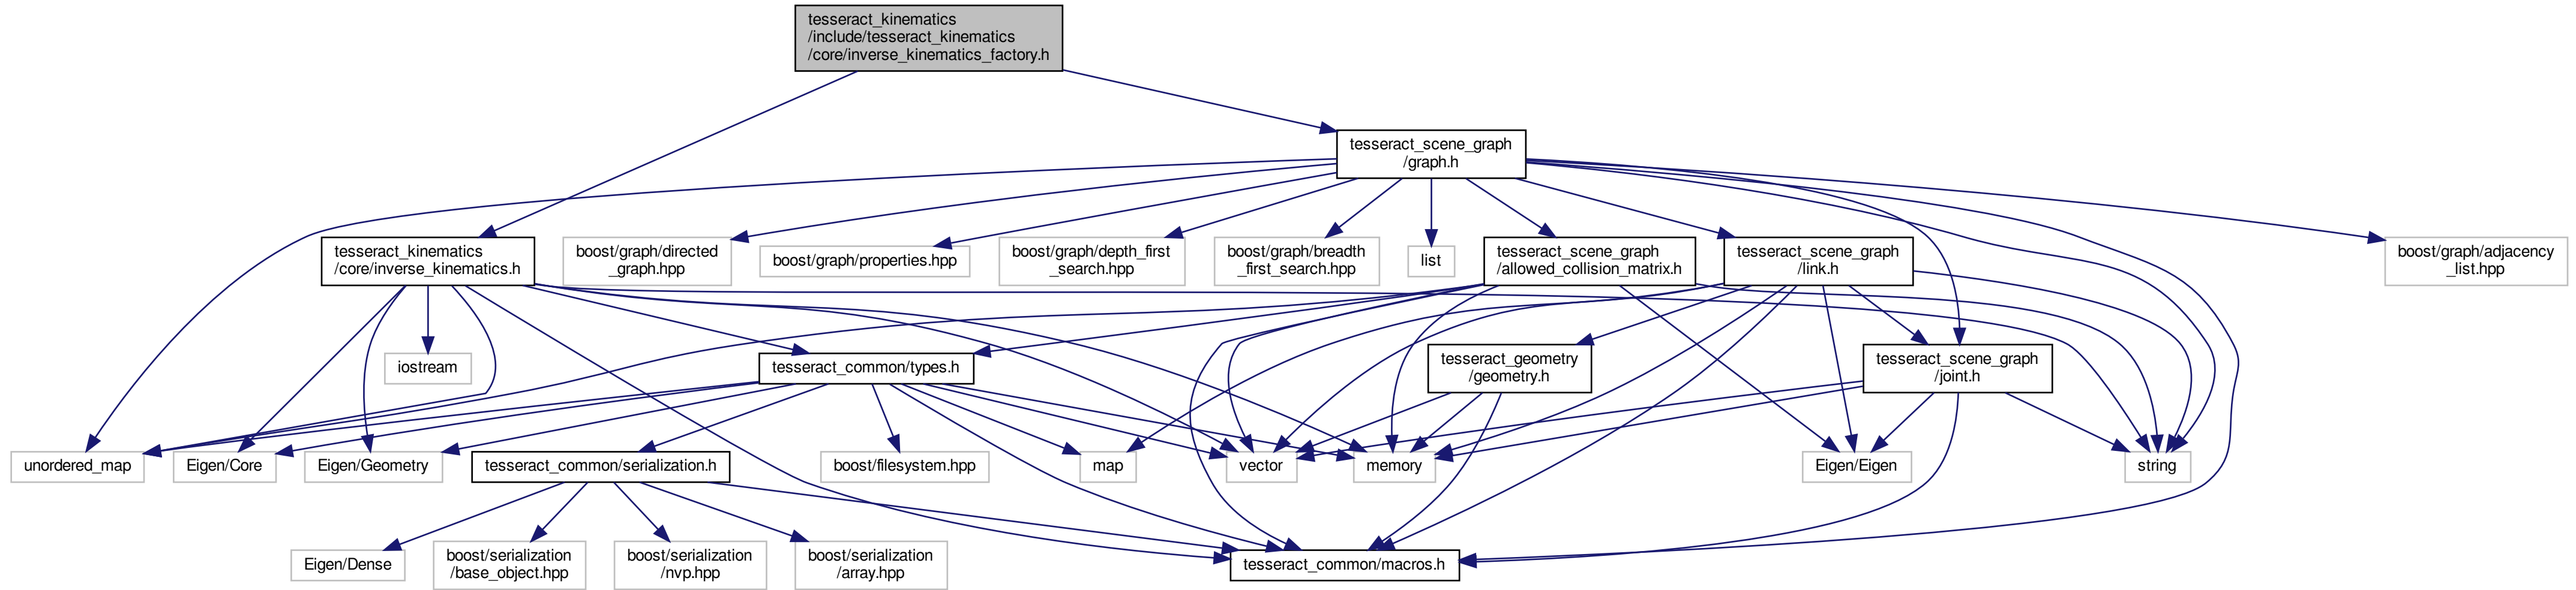 tesseract_kinematics
/include/tesseract_kinematics
/core/inverse_kinematics_factory.h
tesseract_scene_graph
/graph.h
tesseract_kinematics
/core/inverse_kinematics.h
boost/graph/directed
_graph.hpp
boost/graph/properties.hpp
boost/graph/depth_first
_search.hpp
boost/graph/breadth
_first_search.hpp
list
tesseract_scene_graph
/allowed_collision_matrix.h
tesseract_scene_graph
/link.h
boost/graph/adjacency
_list.hpp
iostream
tesseract_common/types.h
tesseract_geometry
/geometry.h
tesseract_scene_graph
/joint.h
unordered_map
Eigen/Core
Eigen/Geometry
tesseract_common/serialization.h
boost/filesystem.hpp
map
vector
memory
Eigen/Eigen
string
Eigen/Dense
boost/serialization
/base_object.hpp
boost/serialization
/nvp.hpp
boost/serialization
/array.hpp
tesseract_common/macros.h